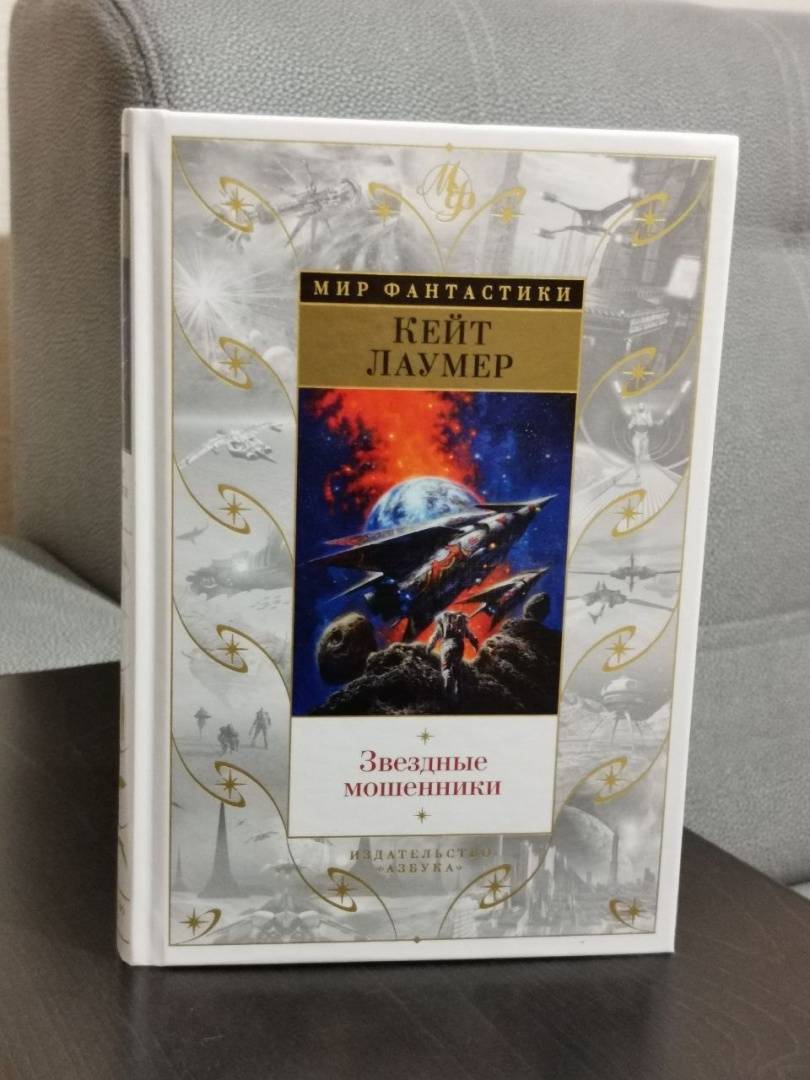 МФ
МИР ФАНТАСТИКИ
КЕЙТ
ЛАУМЕР
Звездные
мошенники
ИЗДАТЕЛЬСТВО
«АЗБУКА»